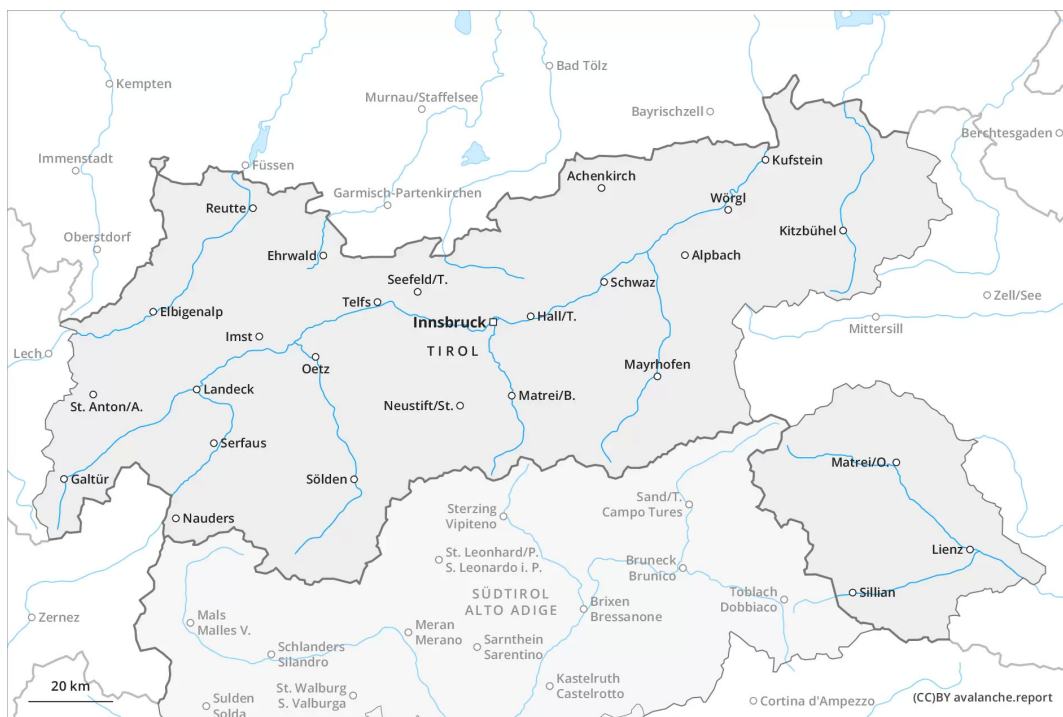 Kempten
Bad Tölz
Murnau/Staffelsee
Bayrischzell
Berchtesgaden
Immenstadt
Füssen
Kufstein
Achenkirch
Garmisch-Partenkirchen
Reutte
Wörgl
Oberstdorf
Kitzbühel
Ehrwald
Alpbach
Seefeld/T.
Schwaz
Zell/See
Telfs
Elbigenalp
Hall/T.
Innsbruck
Mittersill
Imst
TIROL
Lech
Oetz
Mayrhofen
Landeck
Matrei/B.
St. Anton/A.
Neustift/St.
Serfaus
Matrei/O.
Galtür
Sölden
Sand/T.
Campo Tures
Sterzing
Vipiteno
Nauders
Lienz
St. Leonhard/P.
S. Leonardo i. P.
Bruneck
Brunico
SÜDTIROL
ALTO ADIGE
Toblach
Dobbiaco
Sillian
Brixen
Bressanone
Zernez
Mals
Malles V.
Meran
Merano
Sarnthein
Sarentino
Schlanders
Silandro
Kastelruth
Castelrotto
20 km
St. Walburg
S. Valburga
Sulden
Solda
Cortina d'Ampezzo
(CC)BY avalanche.report